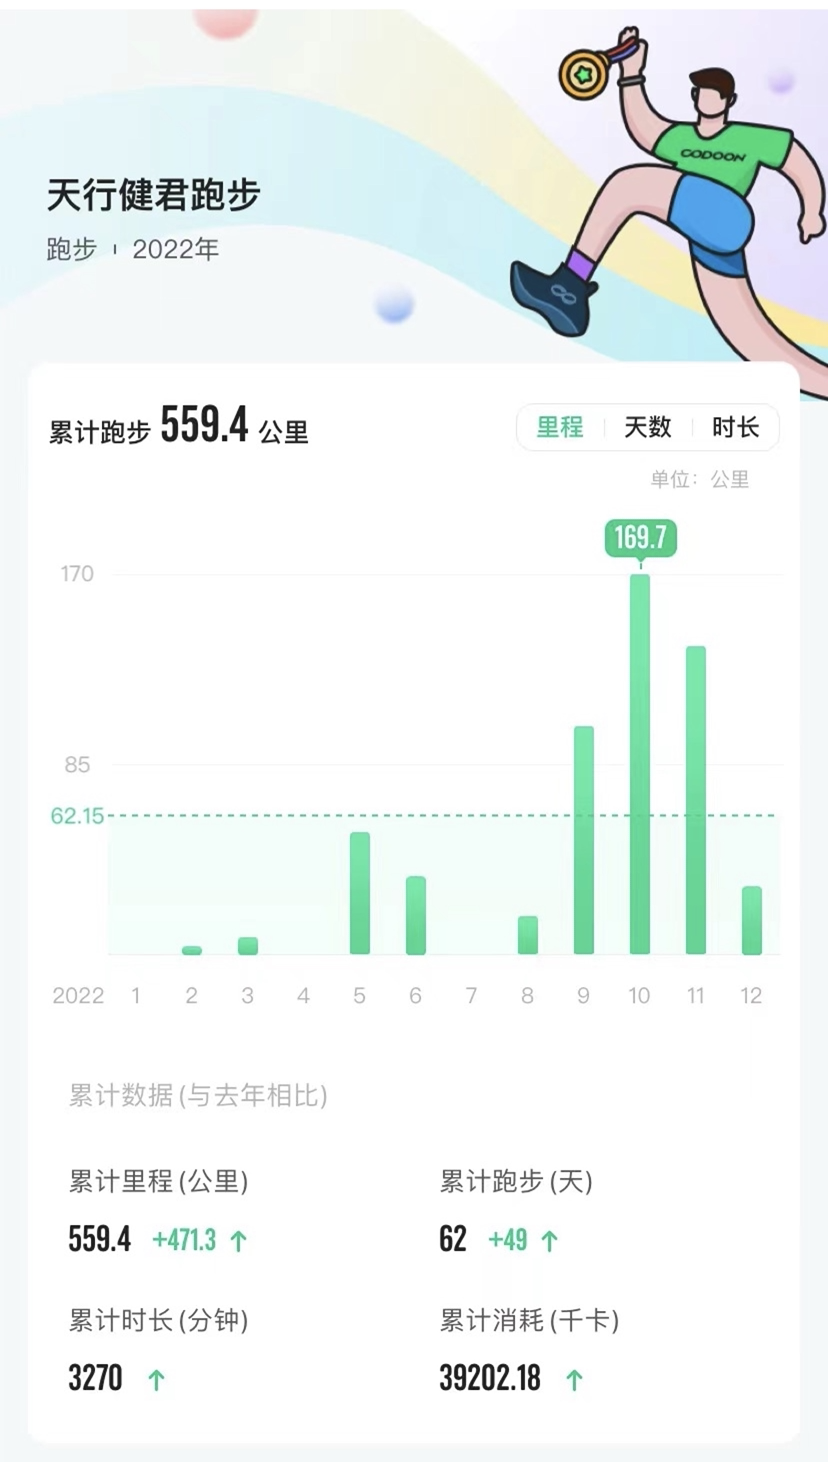 GODOON
天行健君跑步
跑步 | 2022年
累计跑步 559.4 公里
里程 天数 时长
单位：公里
169.7
170
85
62.15
2022 1 2 3 4 5 6 7 8 9 10 11 12
累计数据(与去年相比)
累计里程(公里) 累计跑步(天)
559.4 +471.3 ↑ 62 +49 ↑
累计时长(分钟) 累计消耗(千卡)
3270 ↑ 39202.18 ↑